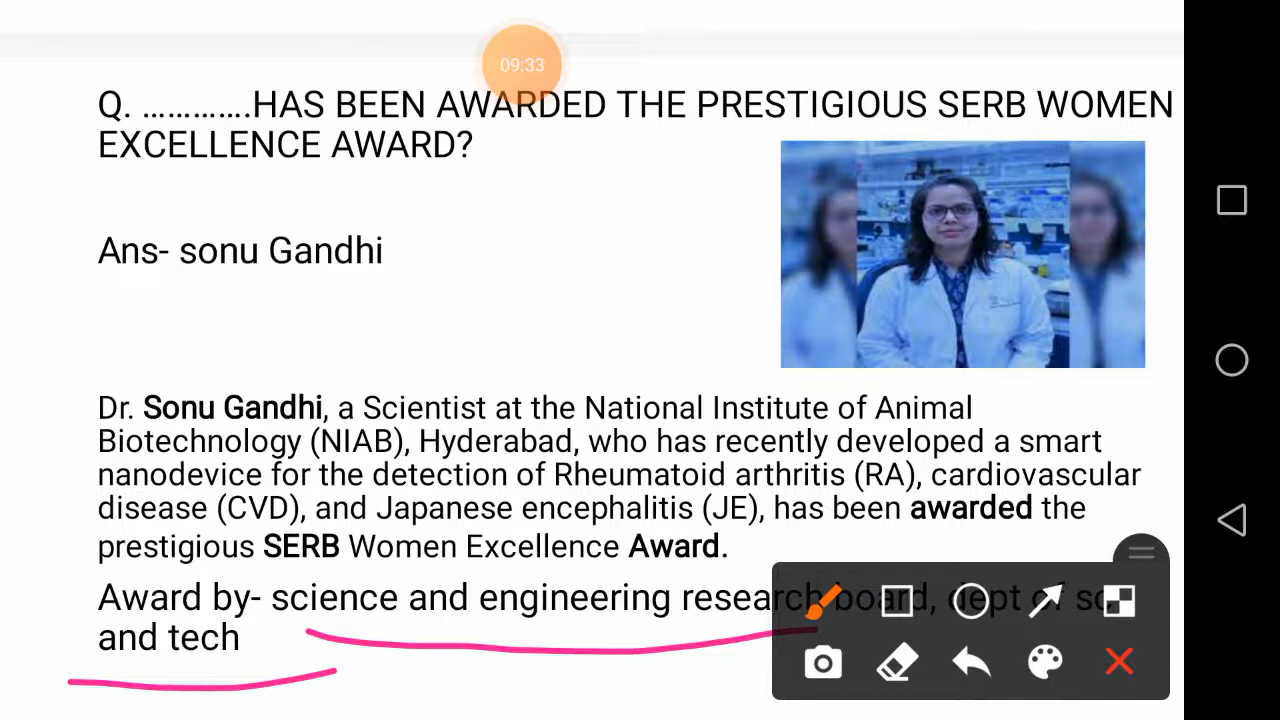 09:33
Q. ………….HAS BEEN AWARDED THE PRESTIGIOUS SERB WOMEN
EXCELLENCE AWARD?
Ans- sonu Gandhi
Dr. Sonu Gandhi, a Scientist at the National Institute of Animal
Biotechnology (NIAB), Hyderabad, who has recently developed a smart
nanodevice for the detection of Rheumatoid arthritis (RA), cardiovascular
disease (CVD), and Japanese encephalitis (JE), has been awarded the
prestigious SERB Women Excellence Award.
Award by- science and engineering research board, dept of sc
and tech